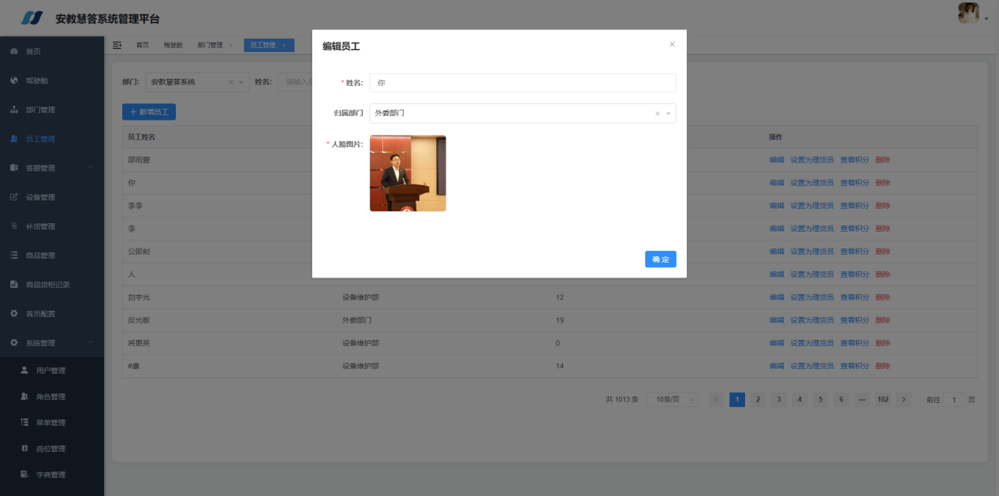 安教慧答系统管理平台
首页 驾驶舱 部门管理 × 员工管理 ×
首页
驾驶舱
部门管理
员工管理
答题管理
设备管理
补货管理
商品管理
商品货柜记录
首页配置
系统管理
用户管理
角色管理
菜单管理
岗位管理
字典管理
部门: 安教慧答系统 姓名: 请输入
+ 新增员工
编辑员工
* 姓名: 你
归属部门 外委部门
* 人脸图片:
确 定
员工姓名 操作
邵雨萱 编辑 设置为理货员 查看积分 删除
你 编辑 设置为理货员 查看积分 删除
李李 编辑 设置为理货员 查看积分 删除
李 编辑 设置为理货员 查看积分 删除
公即刻 编辑 设置为理货员 查看积分 删除
人 编辑 设置为理货员 查看积分 删除
刘宇光 设备维护部 12 编辑 设置为理货员 查看积分 删除
反光板 外委部门 19 编辑 设置为理货员 查看积分 删除
将更英 设备维护部 0 编辑 设置为理货员 查看积分 删除
#康 设备维护部 14 编辑 设置为理货员 查看积分 删除
共 1013 条 10条/页 < 1 2 3 4 5 6 ··· 102 > 前往 1 页